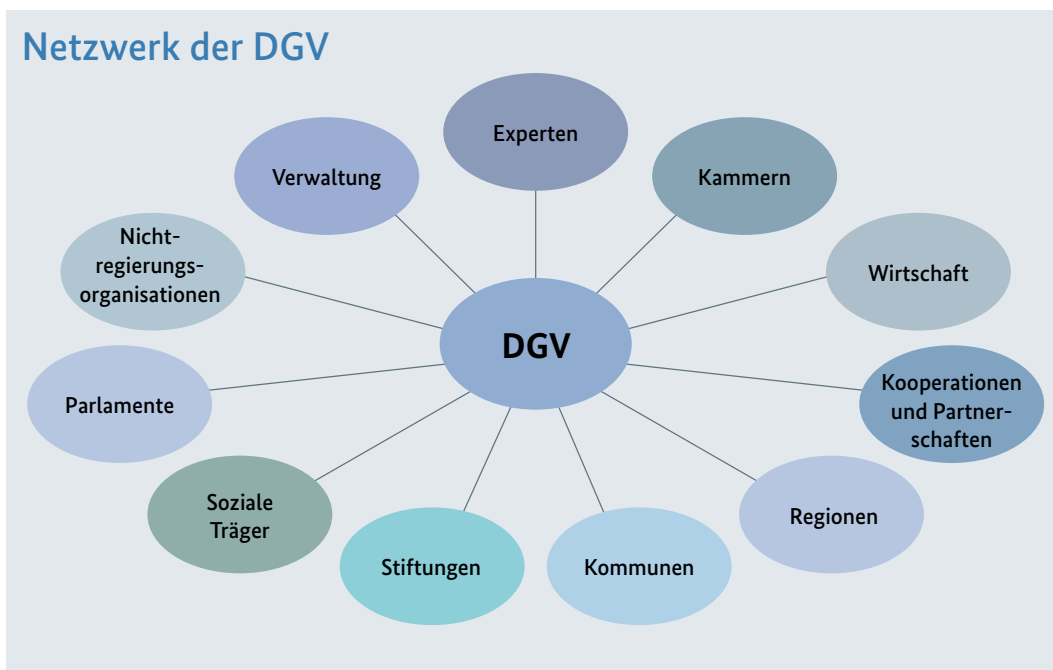 Netzwerk der DGV
Experten
Verwaltung
Kammern
Nicht-
regierungs-
organisationen
Wirtschaft
DGV
Parlamente
Kooperationen
und Partner-
schaften
Soziale
Träger
Regionen
Stiftungen
Kommunen